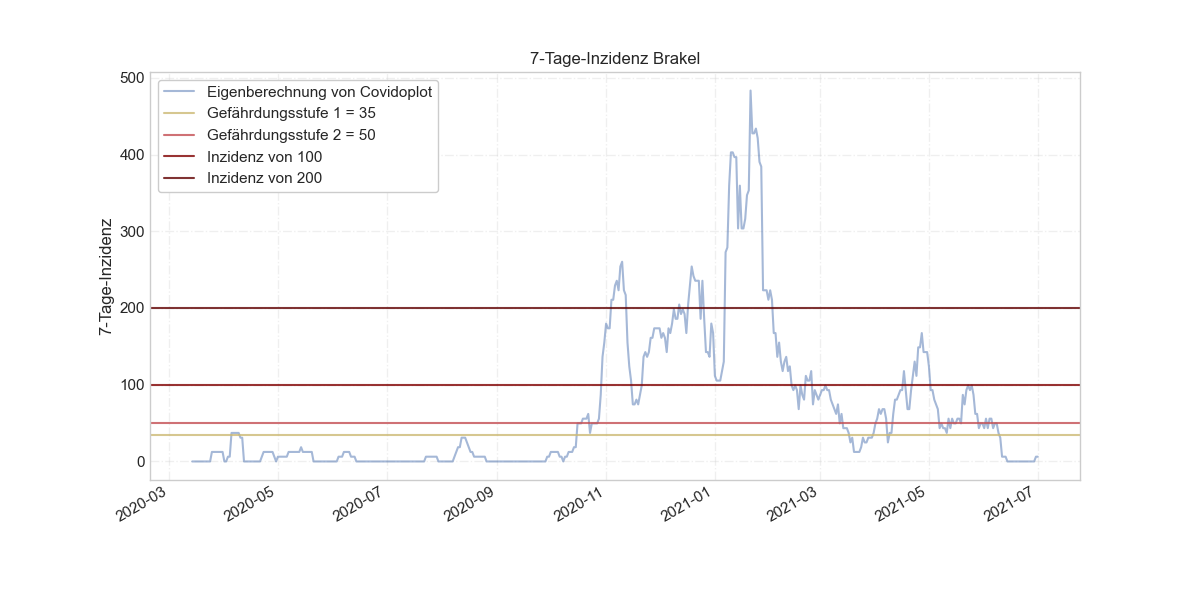 7-Tage-Inzidenz Brakel
500
400
300
200
100
0
7-Tage-Inzidenz
Eigenberechnung von Covidoplot
Gefährdungsstufe 1 = 35
Gefährdungsstufe 2 = 50
Inzidenz von 100
Inzidenz von 200
2020-03
2020-05
2020-07
2020-09
2020-11
2021-01
2021-03
2021-05
2021-07